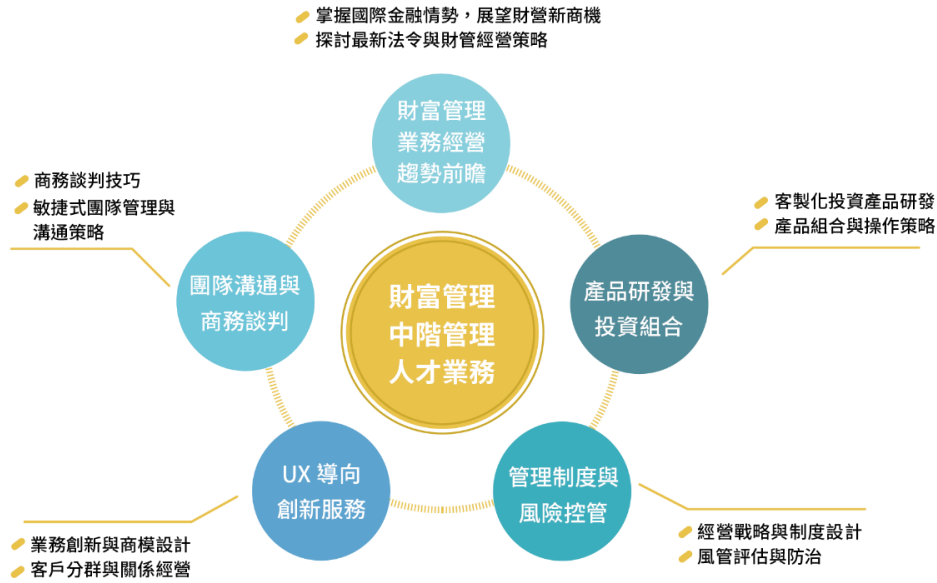 掌握國際金融情勢，展望財營新商機
探討最新法令與財管經營策略
財富管理
業務經營
趨勢前瞻
商務談判技巧
敏捷式團隊管理與
溝通策略
客製化投資產品研發
產品組合與操作策略
團隊溝通與
商務談判
財富管理
中階管理
人才業務
產品研發與
投資組合
UX 導向
創新服務
管理制度與
風險控管
業務創新與商模設計
客戶分群與關係經營
經營戰略與制度設計
風管評估與防治